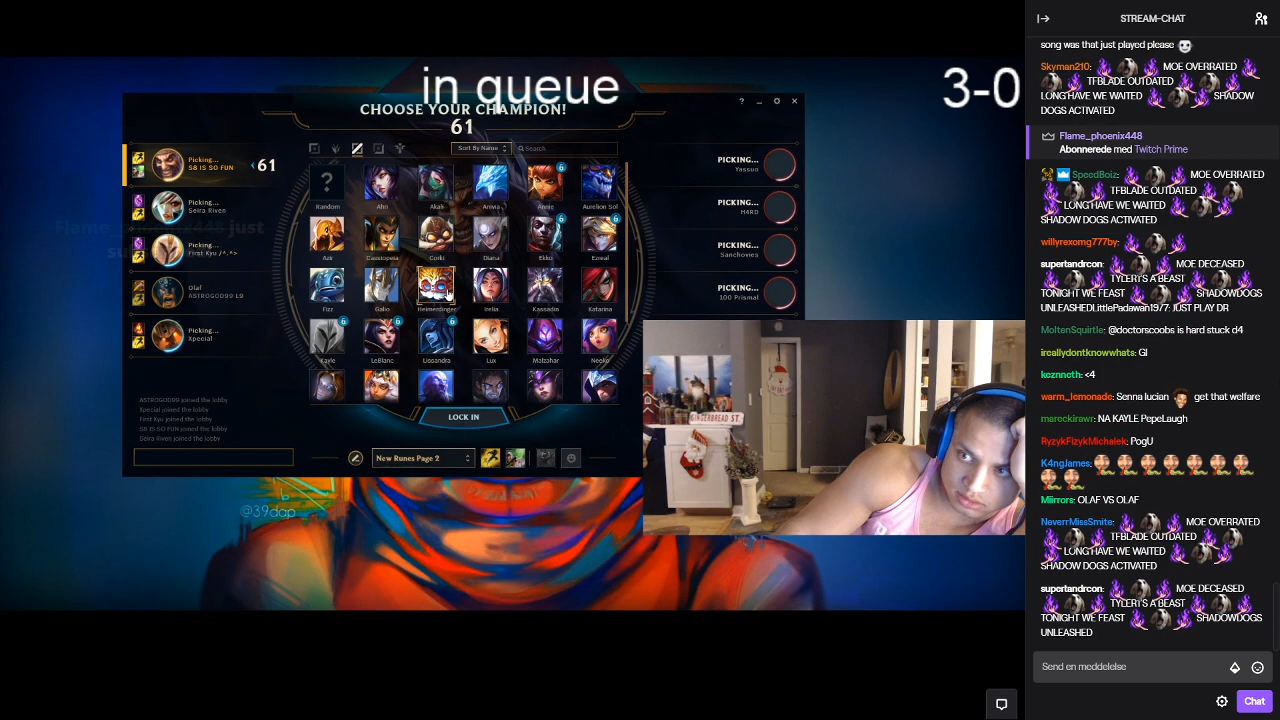 in queue
3-0
CHOOSE YOUR CHAMPION!
61
Sort By Name
Search
Picking...
S8 IS SO FUN
61
Picking...
Seira Riven
Picking...
First Kyu /^.^>
Olaf
ASTROGOD99 L9
Picking...
Xpecial
Random
Ahri
Akali
Anivia
Annie
Aurelion Sol
Azir
Cassiopeia
Corki
Diana
Ekko
Ezreal
Fizz
Galio
Heimerdinger
Irelia
Kassadin
Katarina
Kayle
LeBlanc
Lissandra
Lux
Malzahar
Neeko
PICKING...
Yassuo
PICKING...
H4RD
PICKING...
Sanchovies
PICKING...
100 Prismal
ASTROGOD99 joined the lobby
Xpecial joined the lobby
First Kyu joined the lobby
S8 IS SO FUN joined the lobby
Seira Riven joined the lobby
LOCK IN
New Runes Page 2
@39dap
GINGERBREAD ST.
STREAM-CHAT
song was that just played please
Skyman210: MOE OVERRATED
TFBLADE OUTDATED
LONG HAVE WE WAITED SHADOW
DOGS ACTIVATED
Flame_phoenix448
Abonnerede med Twitch Prime
SpeedBoiz: MOE OVERRATED
TFBLADE OUTDATED
LONG HAVE WE WAITED
SHADOW DOGS ACTIVATED
willyrexomg777by:
supertandrcon: MOE DECEASED
TYLER1'S A BEAST
TONIGHT WE FEAST SHADOWDOGS
UNLEASHEDLittlePadawan1977: JUST PLAY DR
MoltenSquirtle: @doctorscoobs is hard stuck d4
ireallydontknowwhats: Gl
keznncth: <4
warm_lemonade: Senna lucian get that welfare
mareckirawr: NA KAYLE PepeLaugh
RyzykFizykMichalek: PogU
K4ngJames:
Miirrors: OLAF VS OLAF
NeverrMissSmite: MOE OVERRATED
TFBLADE OUTDATED
LONG HAVE WE WAITED
SHADOW DOGS ACTIVATED
supertandrcon: MOE DECEASED
TYLER1'S A BEAST
TONIGHT WE FEAST SHADOWDOGS
UNLEASHED
Send en meddelelse
Chat